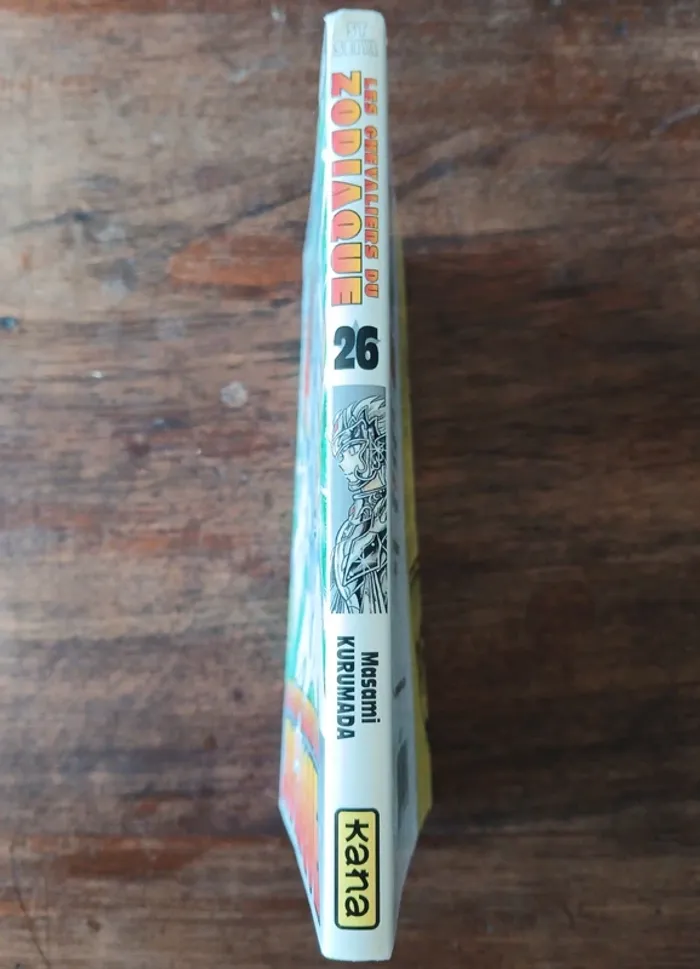 LES CHEVALIERS DU
ZODIAQUE
26
Masami
KURUMADA
kana